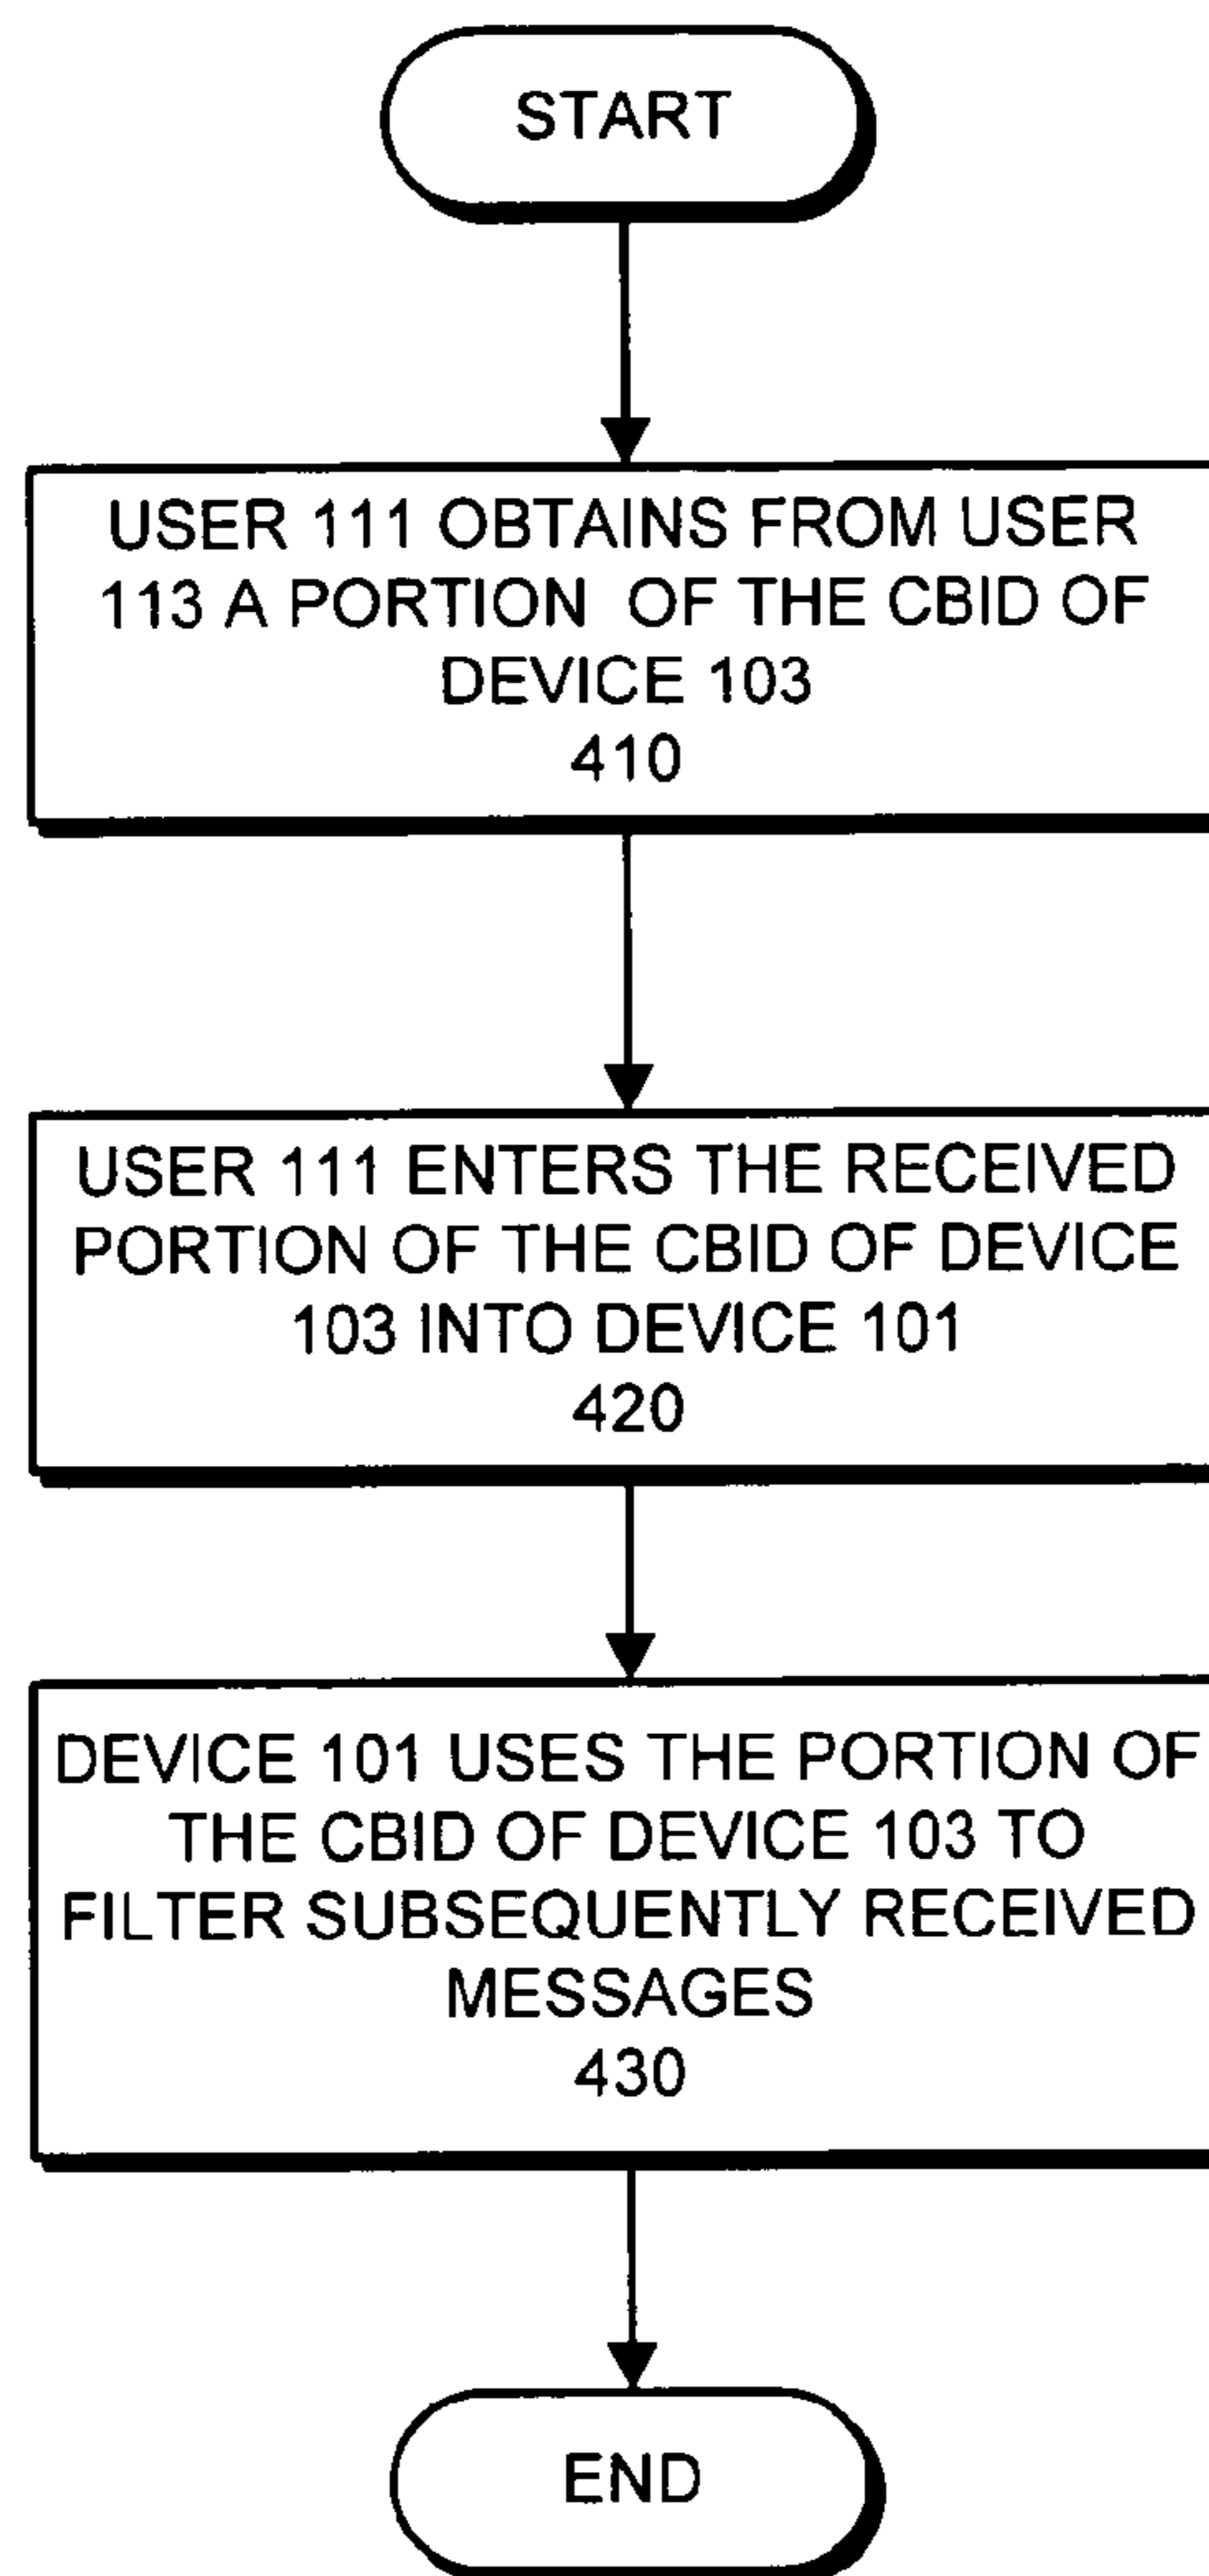 START
USER 111 OBTAINS FROM USER
113 A PORTION OF THE CBID OF
DEVICE 103
410
USER 111 ENTERS THE RECEIVED
PORTION OF THE CBID OF DEVICE
103 INTO DEVICE 101
420
DEVICE 101 USES THE PORTION OF
THE CBID OF DEVICE 103 TO
FILTER SUBSEQUENTLY RECEIVED
MESSAGES
430
END